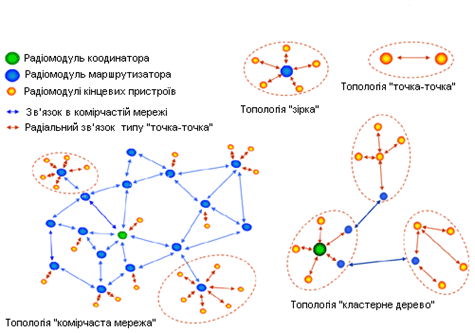 Радіомодуль коодинатора
Радіомодуль маршрутизатора
Радіомодулі кінцевих пристроїв
Зв'язок в комірчастій мережі
Радіальний зв'язок типу "точка-точка"
Топологія "зірка"
Топологія "точка-точка"
Топологія "комірчаста мережа"
Топологія "кластерне дерево"